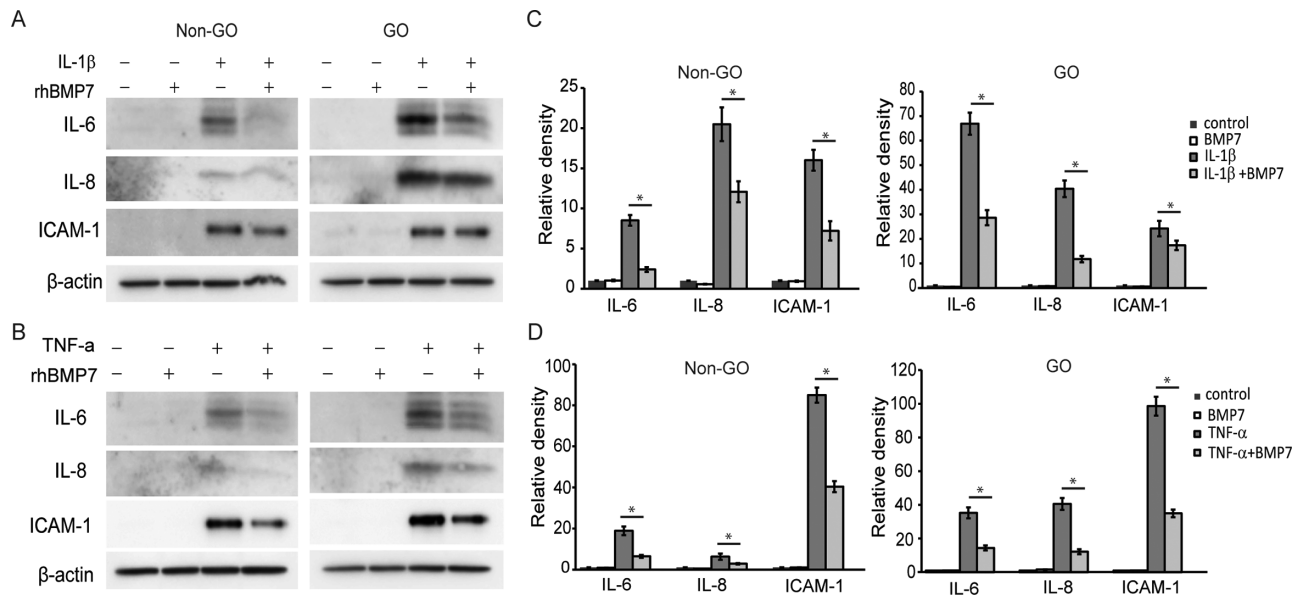 A
Non-GO GO
IL-1β – – + + – – + +
rhBMP7 – + – + – + – +
IL-6
IL-8
ICAM-1
β-actin
B
TNF-a – – + + – – + +
rhBMP7 – + – + – + – +
IL-6
IL-8
ICAM-1
β-actin
C
Non-GO
Relative density
25
20
15
10
5
0
* * *
IL-6 IL-8 ICAM-1
GO
Relative density
80
70
60
50
40
30
20
10
0
* * *
IL-6 IL-8 ICAM-1
control
BMP7
IL-1β
IL-1β +BMP7
D
Non-GO
Relative density
100
80
60
40
20
0
* * *
IL-6 IL-8 ICAM-1
GO
Relative density
120
100
80
60
40
20
0
* * *
IL-6 IL-8 ICAM-1
control
BMP7
TNF-α
TNF-α+BMP7